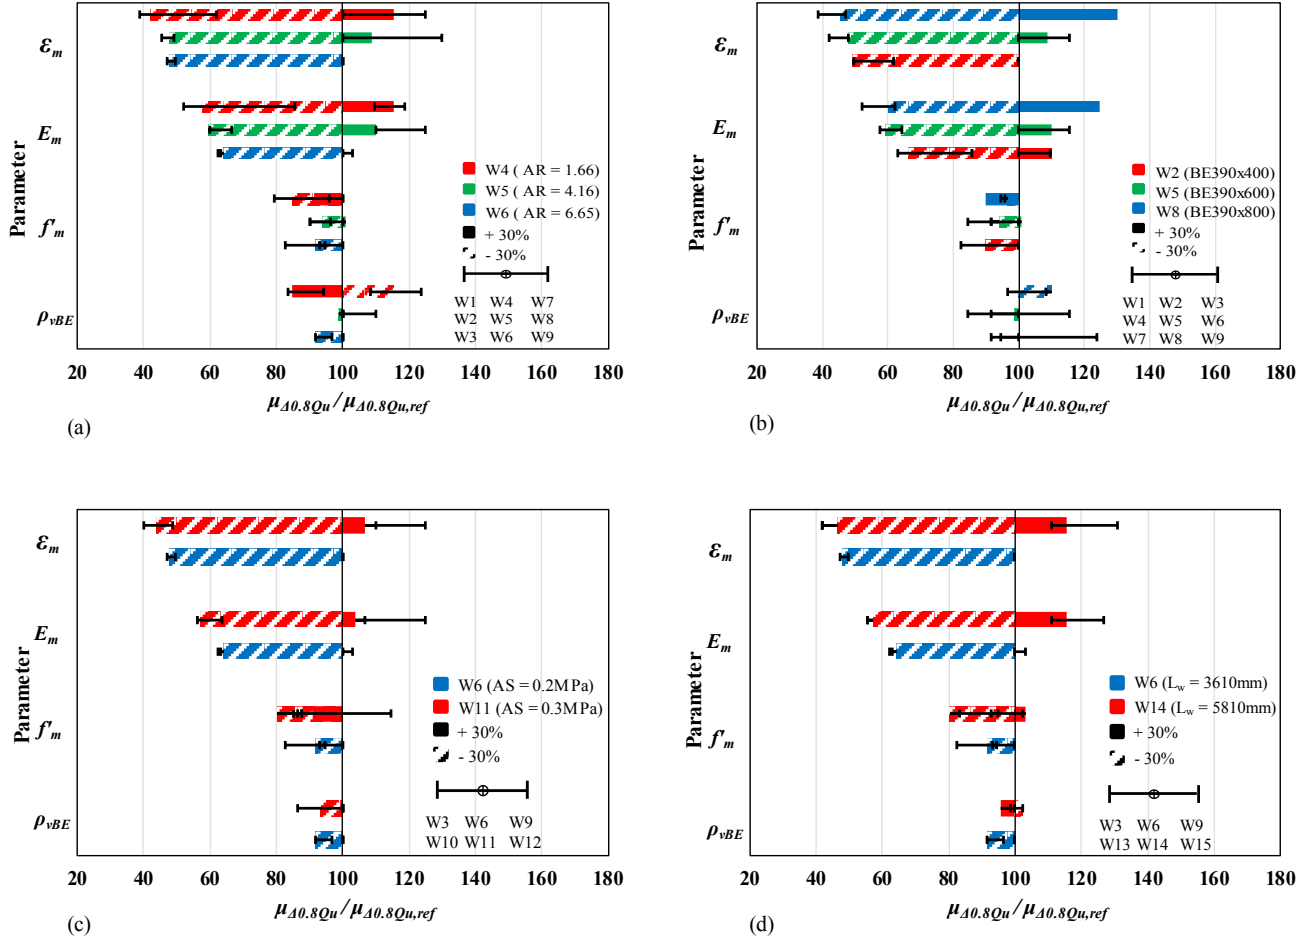 εm
Em
f'm
ρvBE
Parameter
W4 ( AR = 1.66)
W5 ( AR = 4.16)
W6 ( AR = 6.65)
+ 30%
- 30%
W1 W4 W7
W2 W5 W8
W3 W6 W9
20 40 60 80 100 120 140 160 180
μΔ0.8Qu / μΔ0.8Qu,ref
(a)
εm
Em
f'm
ρvBE
Parameter
W2 (BE390x400)
W5 (BE390x600)
W8 (BE390x800)
+ 30%
- 30%
W1 W2 W3
W4 W5 W6
W7 W8 W9
20 40 60 80 100 120 140 160 180
μΔ0.8Qu / μΔ0.8Qu,ref
(b)
εm
Em
f'm
ρvBE
Parameter
W6 (AS = 0.2MPa)
W11 (AS = 0.3MPa)
+ 30%
- 30%
W3 W6 W9
W10 W11 W12
20 40 60 80 100 120 140 160 180
μΔ0.8Qu / μΔ0.8Qu,ref
(c)
εm
Em
f'm
ρvBE
Parameter
W6 (Lw = 3610mm)
W14 (Lw = 5810mm)
+ 30%
- 30%
W3 W6 W9
W13 W14 W15
20 40 60 80 100 120 140 160 180
μΔ0.8Qu / μΔ0.8Qu,ref
(d)